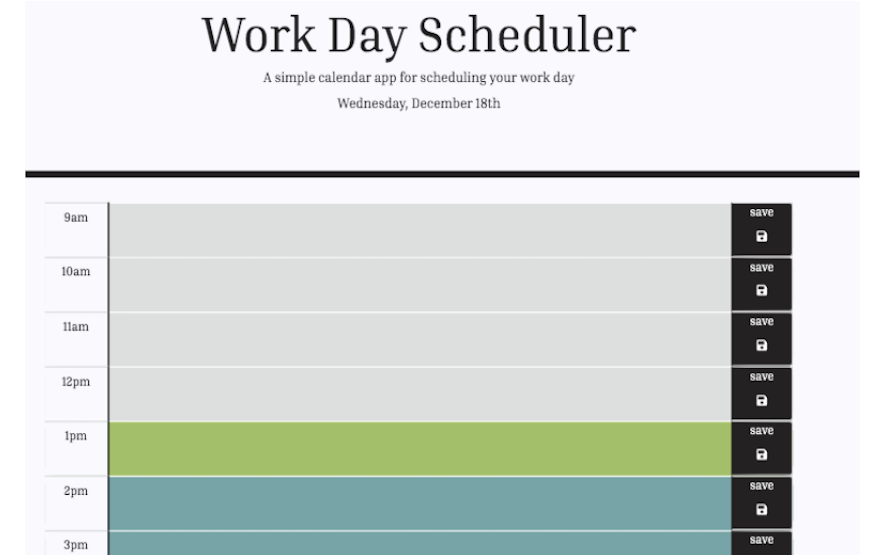 Work Day Scheduler
A simple calendar app for scheduling your work day
Wednesday, December 18th
9am save
10am save
11am save
12pm save
1pm save
2pm save
3pm save